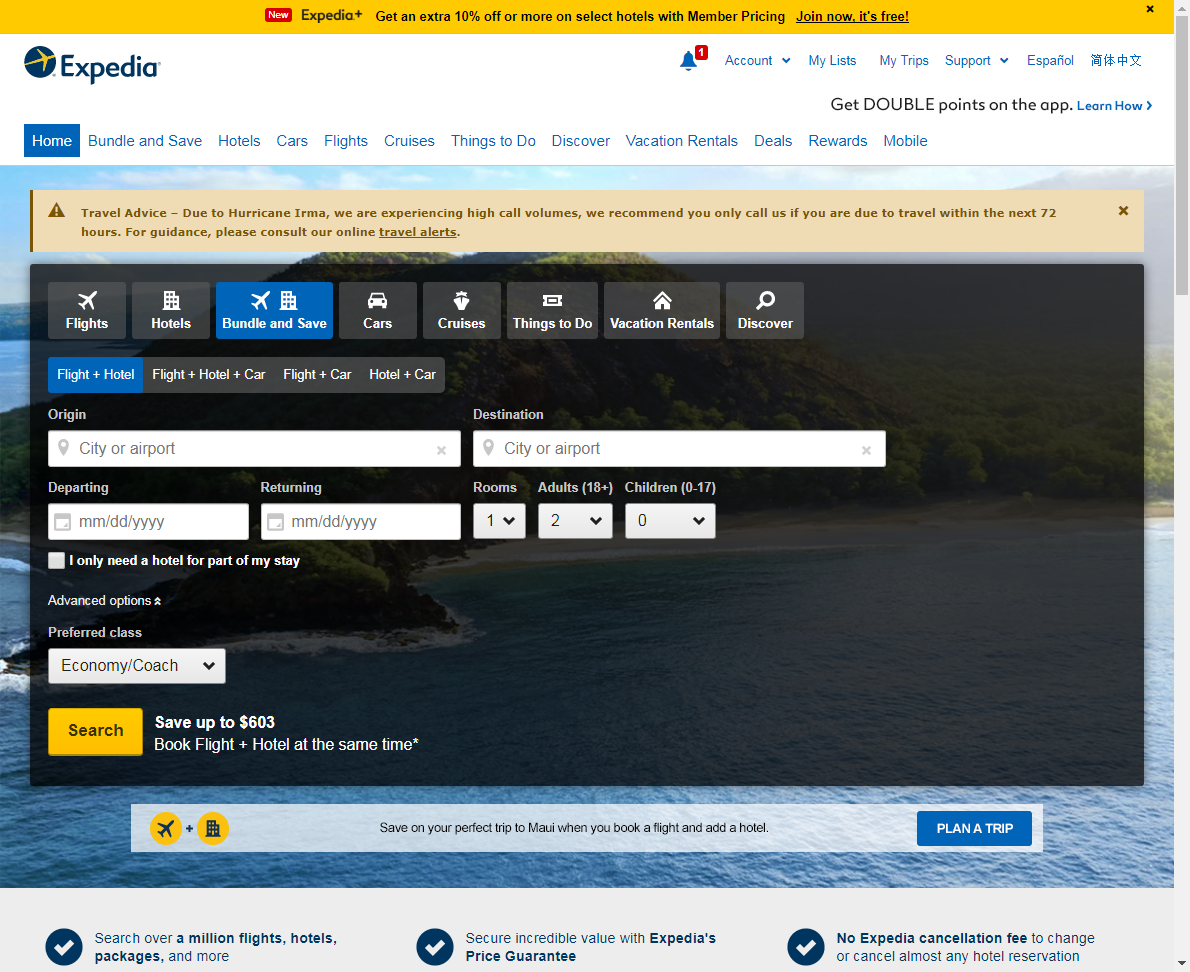 New Expedia+ Get an extra 10% off or more on select hotels with Member Pricing Join now, it's free!
Expedia
1 Account My Lists My Trips Support Español 简体中文
Get DOUBLE points on the app. Learn How
Home Bundle and Save Hotels Cars Flights Cruises Things to Do Discover Vacation Rentals Deals Rewards Mobile
Travel Advice – Due to Hurricane Irma, we are experiencing high call volumes, we recommend you only call us if you are due to travel within the next 72
hours. For guidance, please consult our online travel alerts.
Flights Hotels Bundle and Save Cars Cruises Things to Do Vacation Rentals Discover
Flight + Hotel Flight + Hotel + Car Flight + Car Hotel + Car
Origin Destination
City or airport City or airport
Departing Returning Rooms Adults (18+) Children (0-17)
mm/dd/yyyy mm/dd/yyyy 1 2 0
I only need a hotel for part of my stay
Advanced options
Preferred class
Economy/Coach
Search Save up to $603
Book Flight + Hotel at the same time*
+ Save on your perfect trip to Maui when you book a flight and add a hotel. PLAN A TRIP
Search over a million flights, hotels,
packages, and more
Secure incredible value with Expedia's
Price Guarantee
No Expedia cancellation fee to change
or cancel almost any hotel reservation